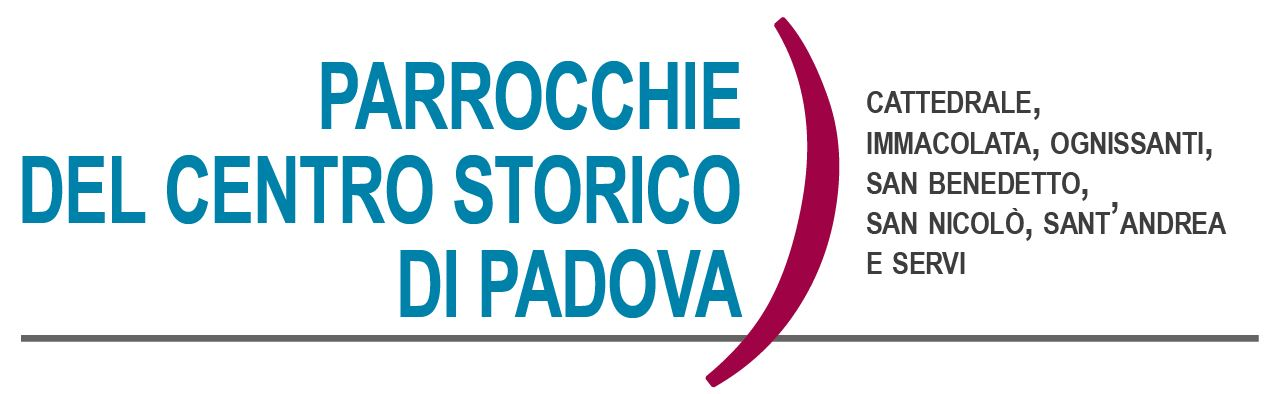 PARROCCHIE
DEL CENTRO STORICO
DI PADOVA
CATTEDRALE,
IMMACOLATA, OGNISSANTI,
SAN BENEDETTO, ,
SAN NICOLÒ, SANT'ANDREA
E SERVI